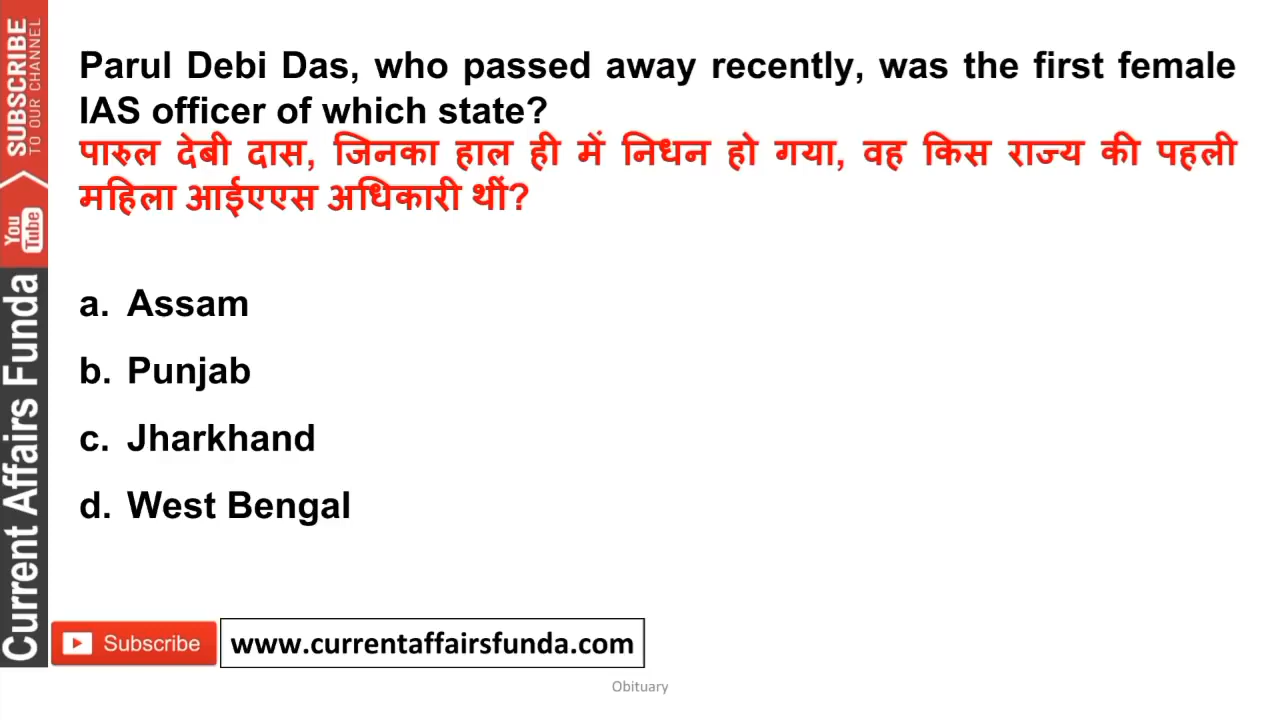 SUBSCRIBE
TO OUR CHANNEL
You
Tube
Current Affairs Funda
Parul Debi Das, who passed away recently, was the first female
IAS officer of which state?
पारुल देबी दास, जिनका हाल ही में निधन हो गया, वह किस राज्य की पहली
महिला आईएएस अधिकारी थीं?
a. Assam
b. Punjab
c. Jharkhand
d. West Bengal
Subscribe
www.currentaffairsfunda.com
Obituary